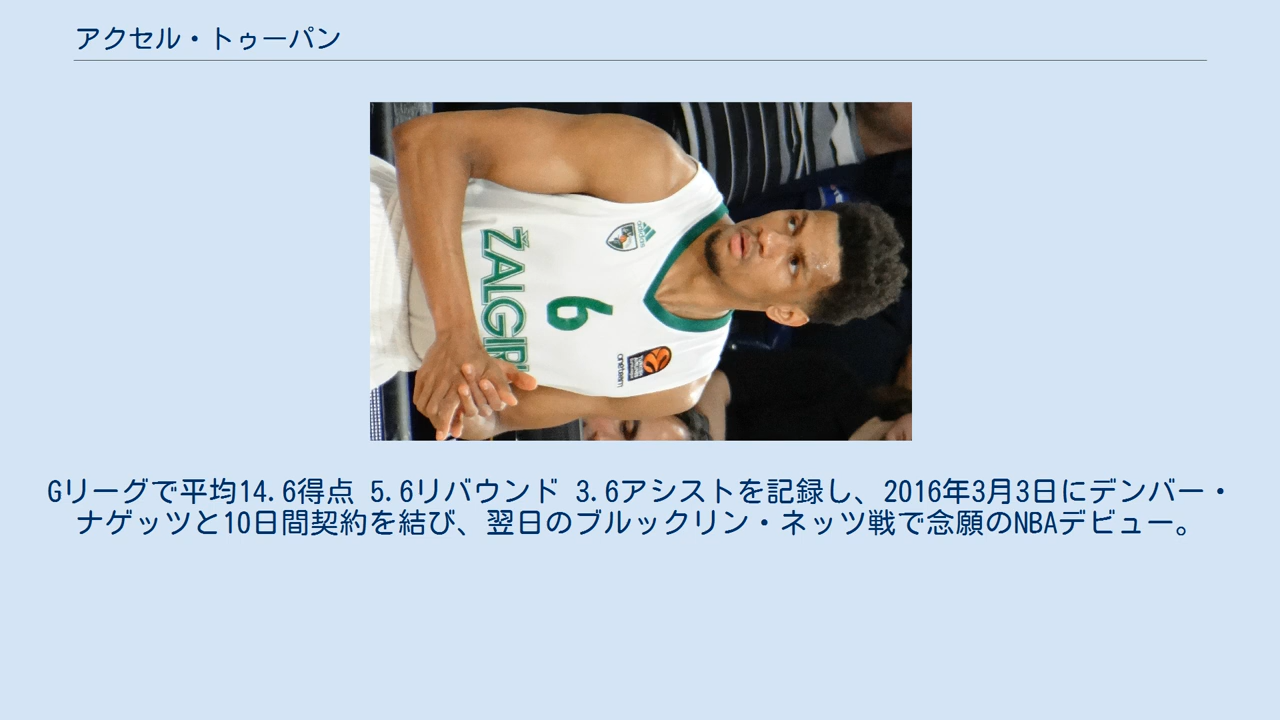 アクセル・トゥーパン
ŽALGIRI
6
adidas
oneteam
Gリーグで平均14.6得点 5.6リバウンド 3.6アシストを記録し、2016年3月3日にデンバー・
ナゲッツと10日間契約を結び、翌日のブルックリン・ネッツ戦で念願のNBAデビュー。